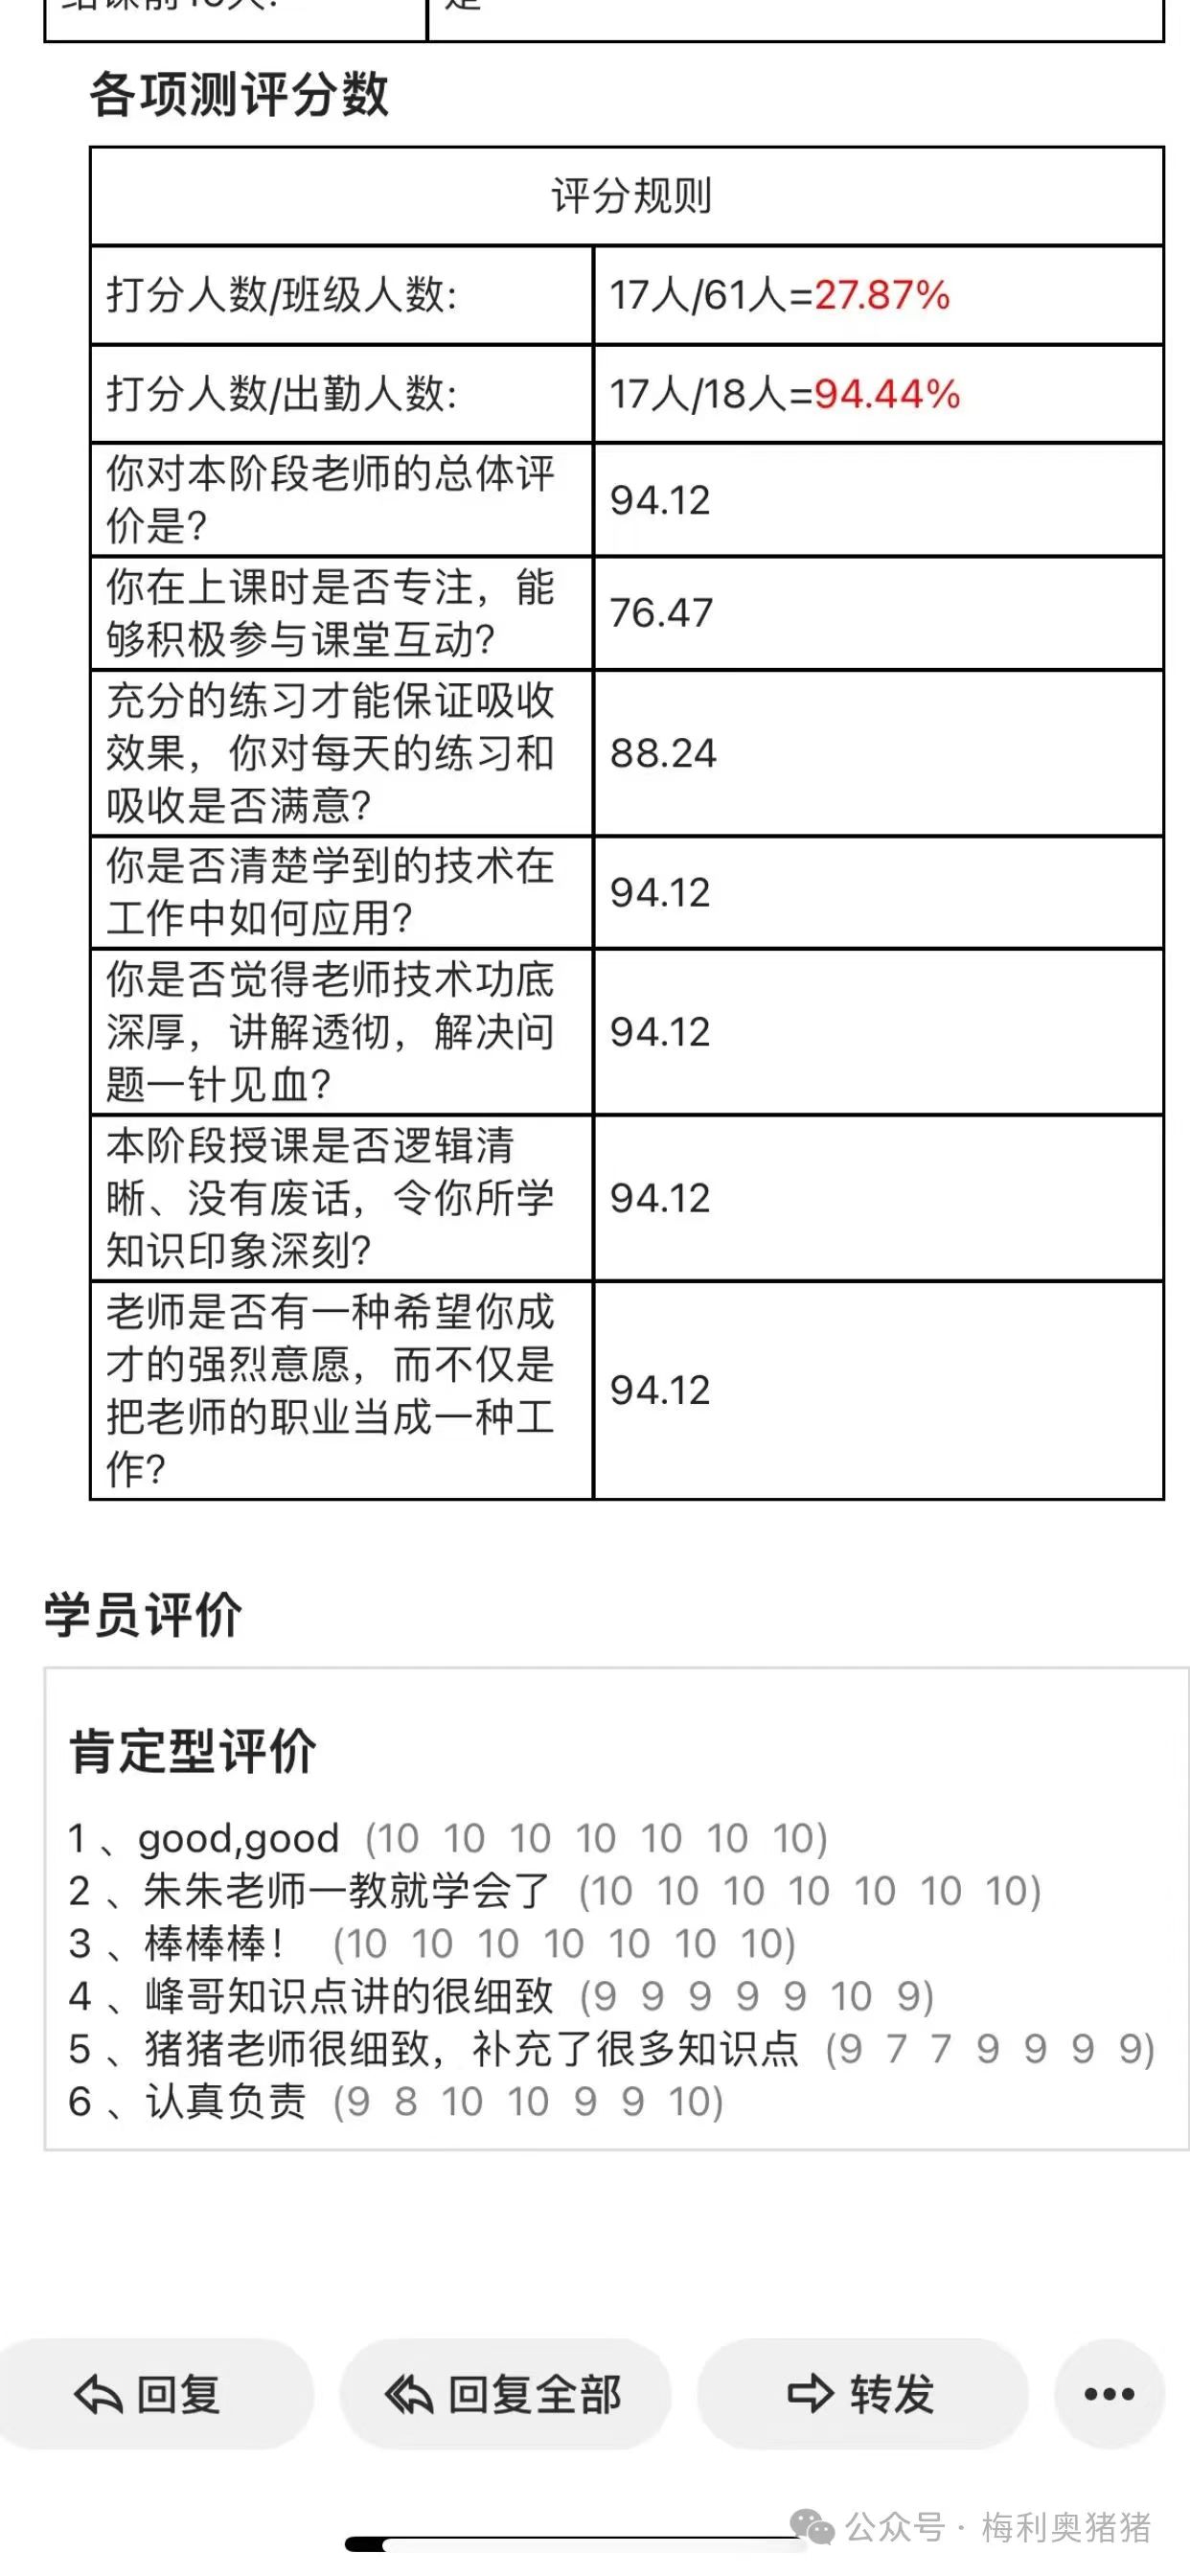 各项测评分数
评分规则
打分人数/班级人数:
17人/61人=27.87%
打分人数/出勤人数:
17人/18人=94.44%
你对本阶段老师的总体评
价是?
94.12
你在上课时是否专注，能
够积极参与课堂互动?
76.47
充分的练习才能保证吸收
效果，你对每天的练习和
吸收是否满意?
88.24
你是否清楚学到的技术在
工作中如何应用?
94.12
你是否觉得老师技术功底
深厚，讲解透彻，解决问
题一针见血?
94.12
本阶段授课是否逻辑清
晰、没有废话，令你所学
知识印象深刻?
94.12
老师是否有一种希望你成
才的强烈意愿，而不仅是
把老师的职业当成一种工
作?
94.12
学员评价
肯定型评价
1 、good,good (10 10 10 10 10 10 10)
2 、朱朱老师一教就学会了 (10 10 10 10 10 10 10)
3 、棒棒棒！ (10 10 10 10 10 10 10)
4 、峰哥知识点讲的很细致 (9 9 9 9 9 10 9)
5 、猪猪老师很细致，补充了很多知识点 (9 7 7 9 9 9 9)
6 、认真负责 (9 8 10 10 9 9 10)
回复
回复全部
转发
公众号 · 梅利奥猪猪